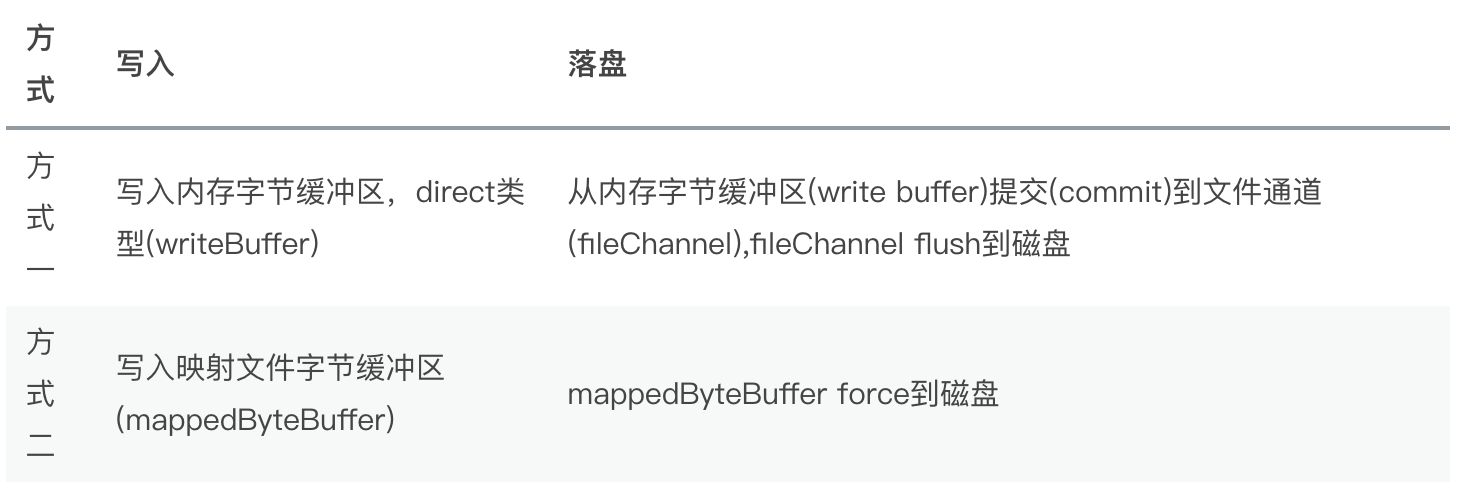 方式 写入 落盘
方式一 写入内存字节缓冲区，direct类 从内存字节缓冲区(write buffer)提交(commit)到文件通道
型(writeBuffer) (fileChannel),fileChannel flush到磁盘
方式二 写入映射文件字节缓冲区 mappedByteBuffer force到磁盘
(mappedByteBuffer)